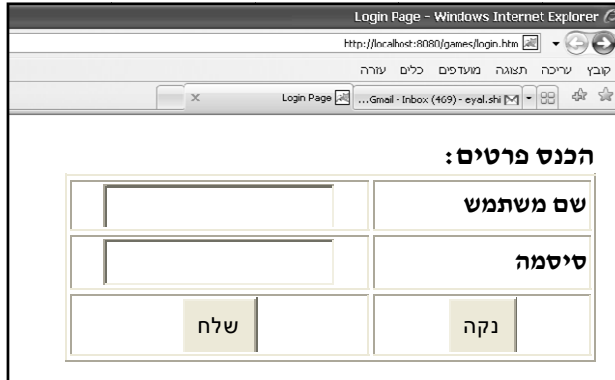 Login Page - Windows Internet Explorer
http://localhost:8080/games/login.htm
קובץ עריכה תצוגה מועדפים כלים עזרה
Gmail - Inbox (469) - eyal.shi... Login Page
הכנס פרטים:
שם משתמש
סיסמה
נקה שלח